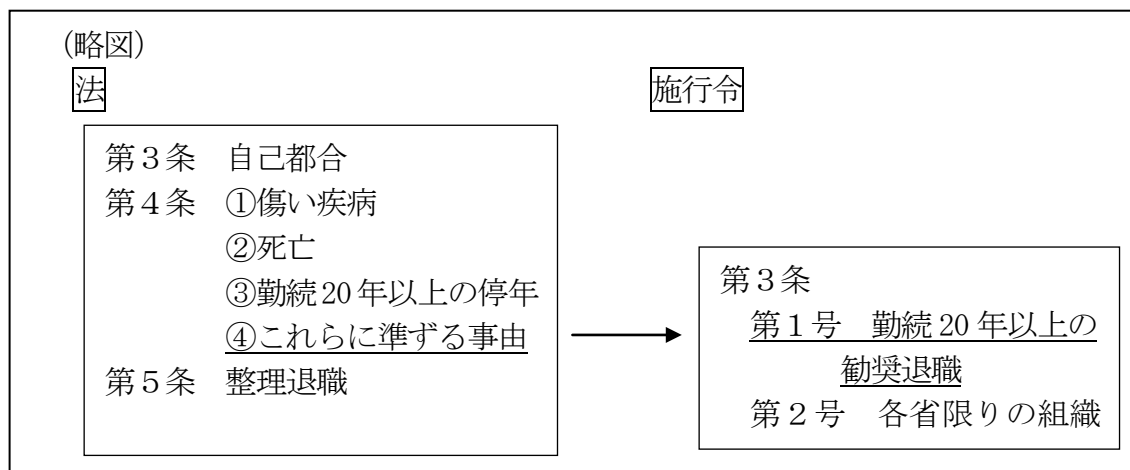 （略図）
法
施行令
第３条　自己都合
第４条　①傷い疾病
②死亡
③勤続20年以上の停年
④これらに準ずる事由
第５条　整理退職
第３条
第１号　勤続20年以上の
勧奨退職
第２号　各省限りの組織